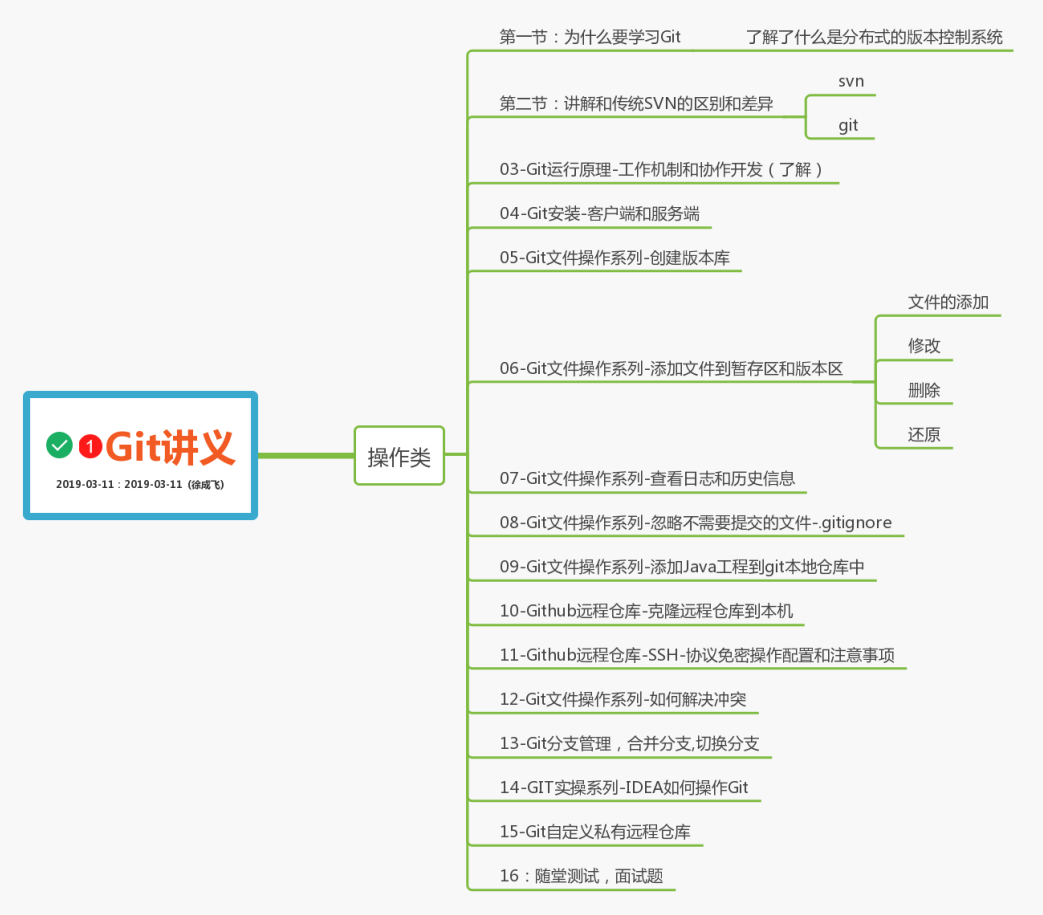 1Git讲义
2019-03-11：2019-03-11 (徐成飞)
操作类
第一节：为什么要学习Git
了解了什么是分布式的版本控制系统
第二节：讲解和传统SVN的区别和差异
svn
git
03-Git运行原理-工作机制和协作开发（了解）
04-Git安装-客户端和服务端
05-Git文件操作系列-创建版本库
06-Git文件操作系列-添加文件到暂存区和版本区
文件的添加
修改
删除
还原
07-Git文件操作系列-查看日志和历史信息
08-Git文件操作系列-忽略不需要提交的文件-.gitignore
09-Git文件操作系列-添加Java工程到git本地仓库中
10-Github远程仓库-克隆远程仓库到本机
11-Github远程仓库-SSH-协议免密操作配置和注意事项
12-Git文件操作系列-如何解决冲突
13-Git分支管理，合并分支,切换分支
14-GIT实操系列-IDEA如何操作Git
15-Git自定义私有远程仓库
16：随堂测试，面试题